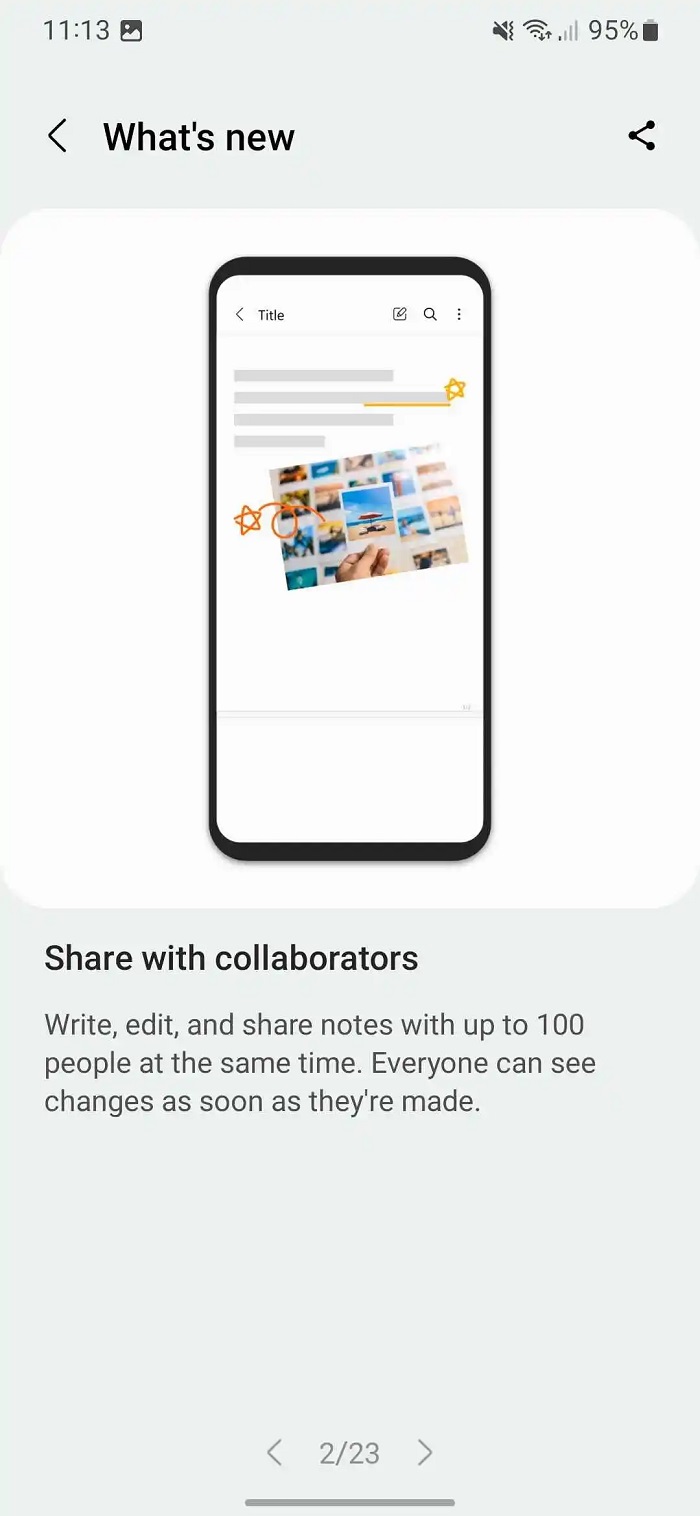 11:13 95%
What's new
Title
Share with collaborators
Write, edit, and share notes with up to 100
people at the same time. Everyone can see
changes as soon as they're made.
2/23